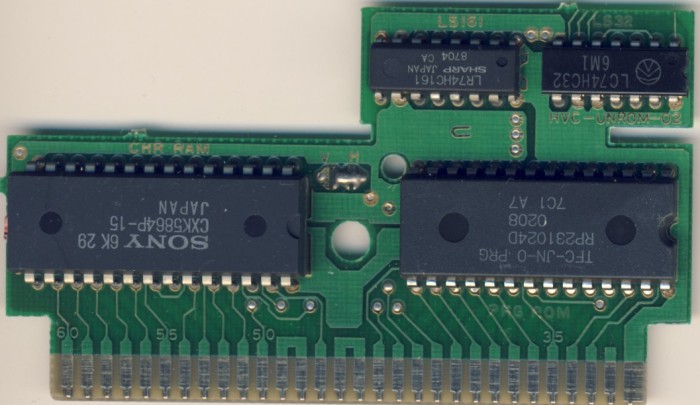 LS161
LS32
LR74HC161
SHARP JAPAN
8704 CA
LC74HC32
6M1
HVC-UNROM-02
CHR RAM
V H
SONY 6K 29
CXK5864P-15
JAPAN
TFC-JN-0 PRG
RP231024D
0208
7C1 A7
PRG ROM
60 55 50 35